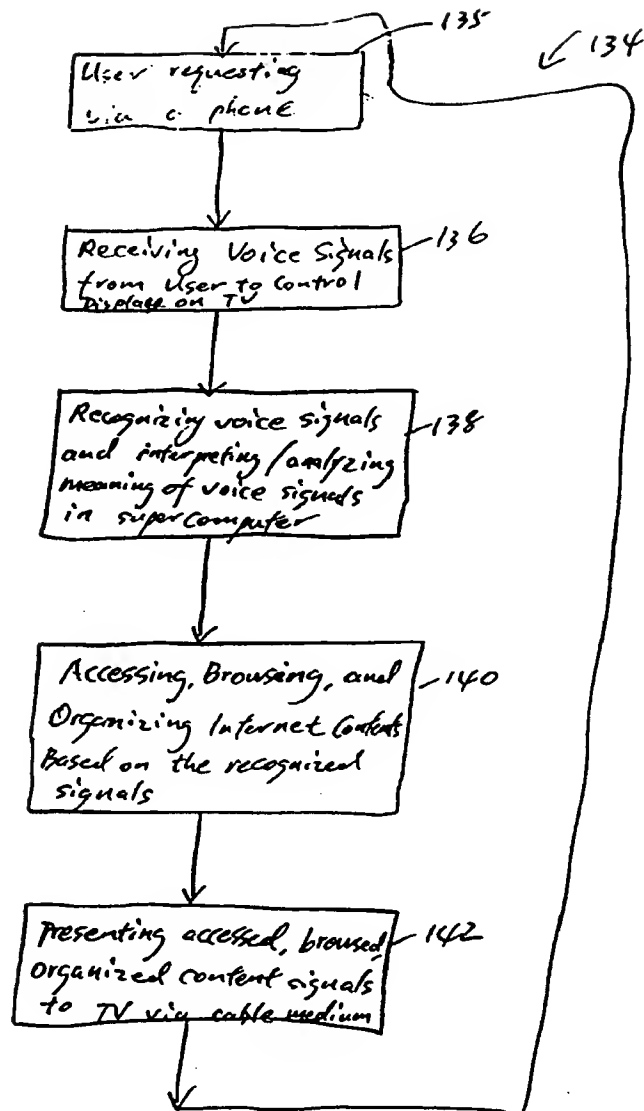 135
134
User requesting
via a phone
136
Receiving Voice Signals
from User to Control
Display on TV
138
Recognizing voice signals
and interpreting/analyzing
meaning of voice signals
in supercomputer
140
Accessing, Browsing, and
Organizing Internet Contents
Based on the recognized
signals
142
presenting accessed, browsed,
organized content signals
to TV via cable medium